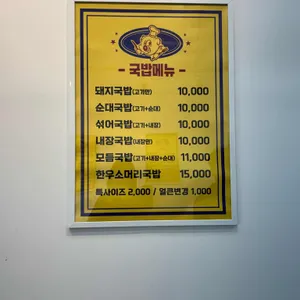 - 국밥메뉴 -
돼지국밥(고기만) 10,000
순대국밥(고기+순대) 10,000
섞어국밥(고기+내장) 10,000
내장국밥(내장만) 10,000
모듬국밥(고기+내장+순대) 11,000
한우소머리국밥 15,000
특사이즈 2,000 / 얼큰변경 1,000